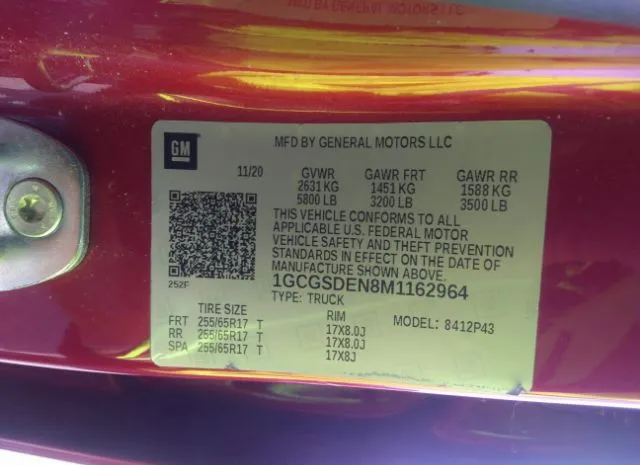 GM
MFD BY GENERAL MOTORS LLC
11/20 GVWR GAWR FRT GAWR RR
2631 KG 1451 KG 1588 KG
5800 LB 3200 LB 3500 LB
THIS VEHICLE CONFORMS TO ALL
APPLICABLE U.S. FEDERAL MOTOR
VEHICLE SAFETY AND THEFT PREVENTION
STANDARDS IN EFFECT ON THE DATE OF
MANUFACTURE SHOWN ABOVE.
252F 1GCGSDEN8M1162964
TYPE: TRUCK
TIRE SIZE RIM MODEL: 8412P43
FRT 255/65R17 T 17X8.0J
RR 255/65R17 T 17X8.0J
SPA 255/65R17 T 17X8J